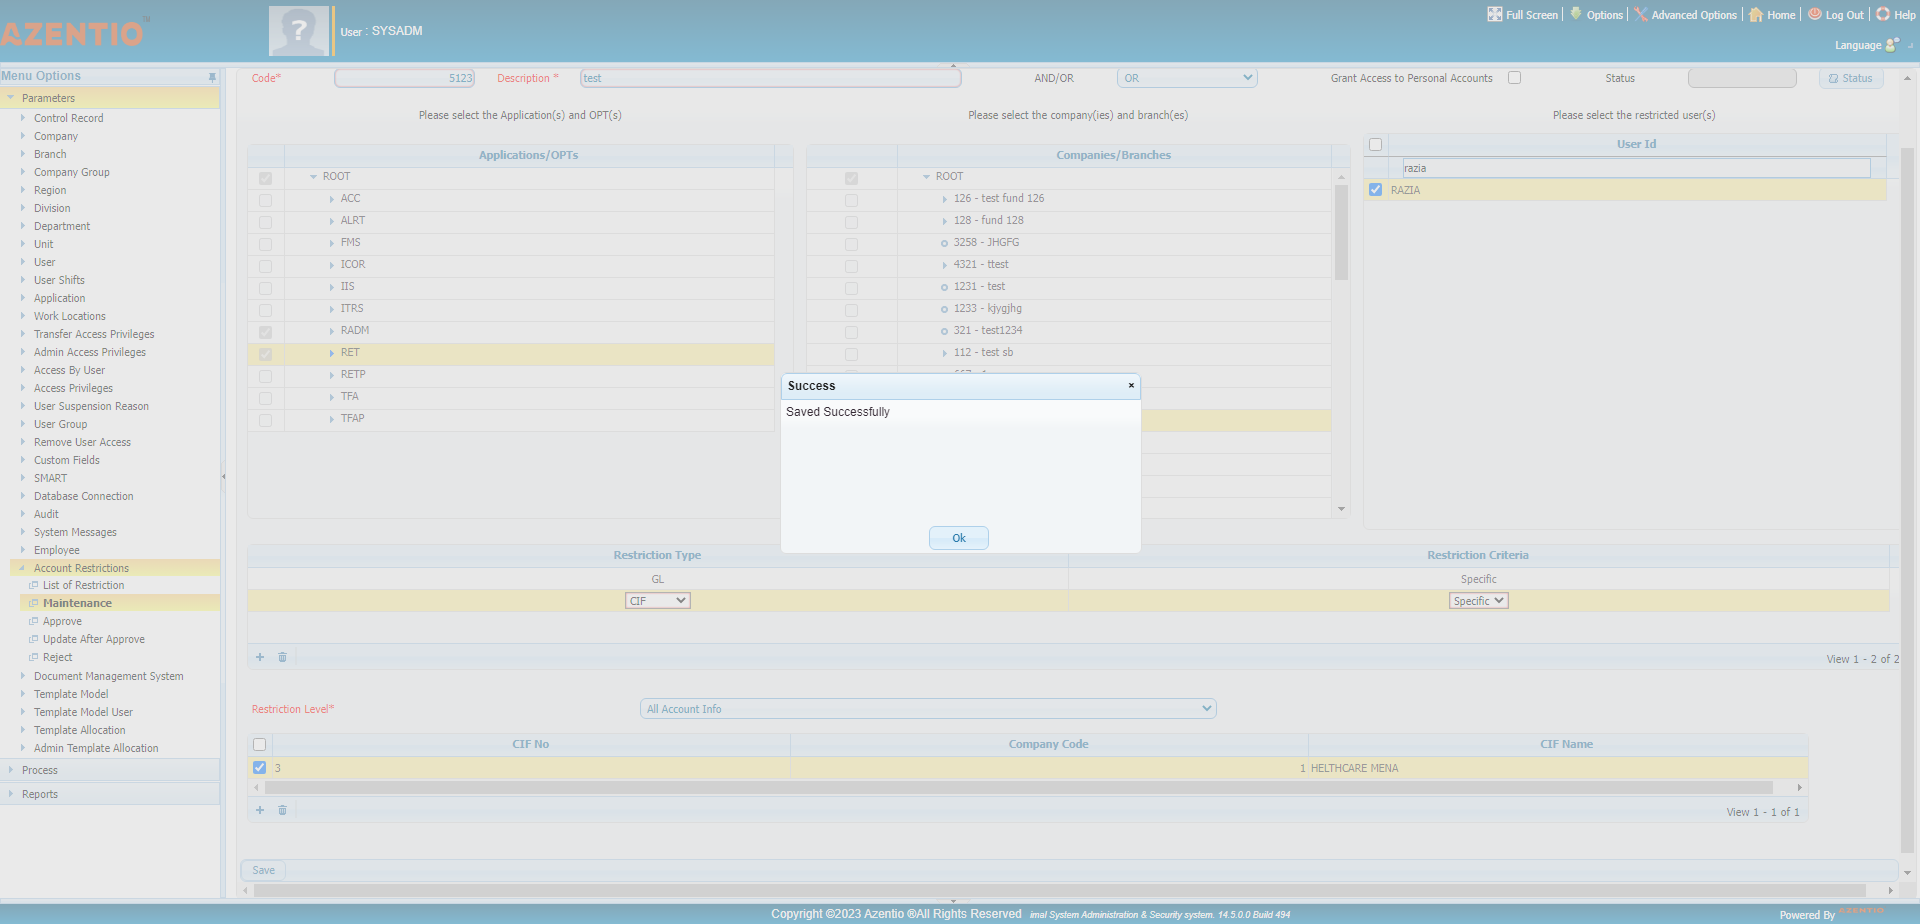 AZENTIO
User : SYSADM
Full Screen
Options
Advanced Options
Home
Log Out
Help
Language
Menu Options
Parameters
Control Record
Company
Branch
Company Group
Region
Division
Department
Unit
User
User Shifts
Application
Work Locations
Transfer Access Privileges
Admin Access Privileges
Access By User
Access Privileges
User Suspension Reason
User Group
Remove User Access
Custom Fields
SMART
Database Connection
Audit
System Messages
Employee
Account Restrictions
List of Restriction
Maintenance
Approve
Update After Approve
Reject
Document Management System
Template Model
Template Model User
Template Allocation
Admin Template Allocation
Process
Reports
Code* 5123 Description * test AND/OR OR Grant Access to Personal Accounts Status Status
Please select the Application(s) and OPT(s)
Applications/OPTs
ROOT
ACC
ALRT
FMS
ICOR
IIS
ITRS
RADM
RET
RETP
TFA
TFAP
Please select the company(ies) and branch(es)
Companies/Branches
ROOT
126 - test fund 126
128 - fund 128
3258 - JHGFG
4321 - ttest
1231 - test
1233 - kjygjhg
321 - test1234
112 - test sb
Please select the restricted user(s)
User Id
razia
RAZIA
Success
×
Saved Successfully
Ok
Restriction Type Restriction Criteria
GL Specific
CIF Specific
View 1 - 2 of 2
Restriction Level* All Account Info
CIF No Company Code CIF Name
3 1 HELTHCARE MENA
View 1 - 1 of 1
Save
Copyright ©2023 Azentio ®All Rights Reserved imal System Administration & Security system. 14.5.0.0 Build 494
Powered By AZENTIO